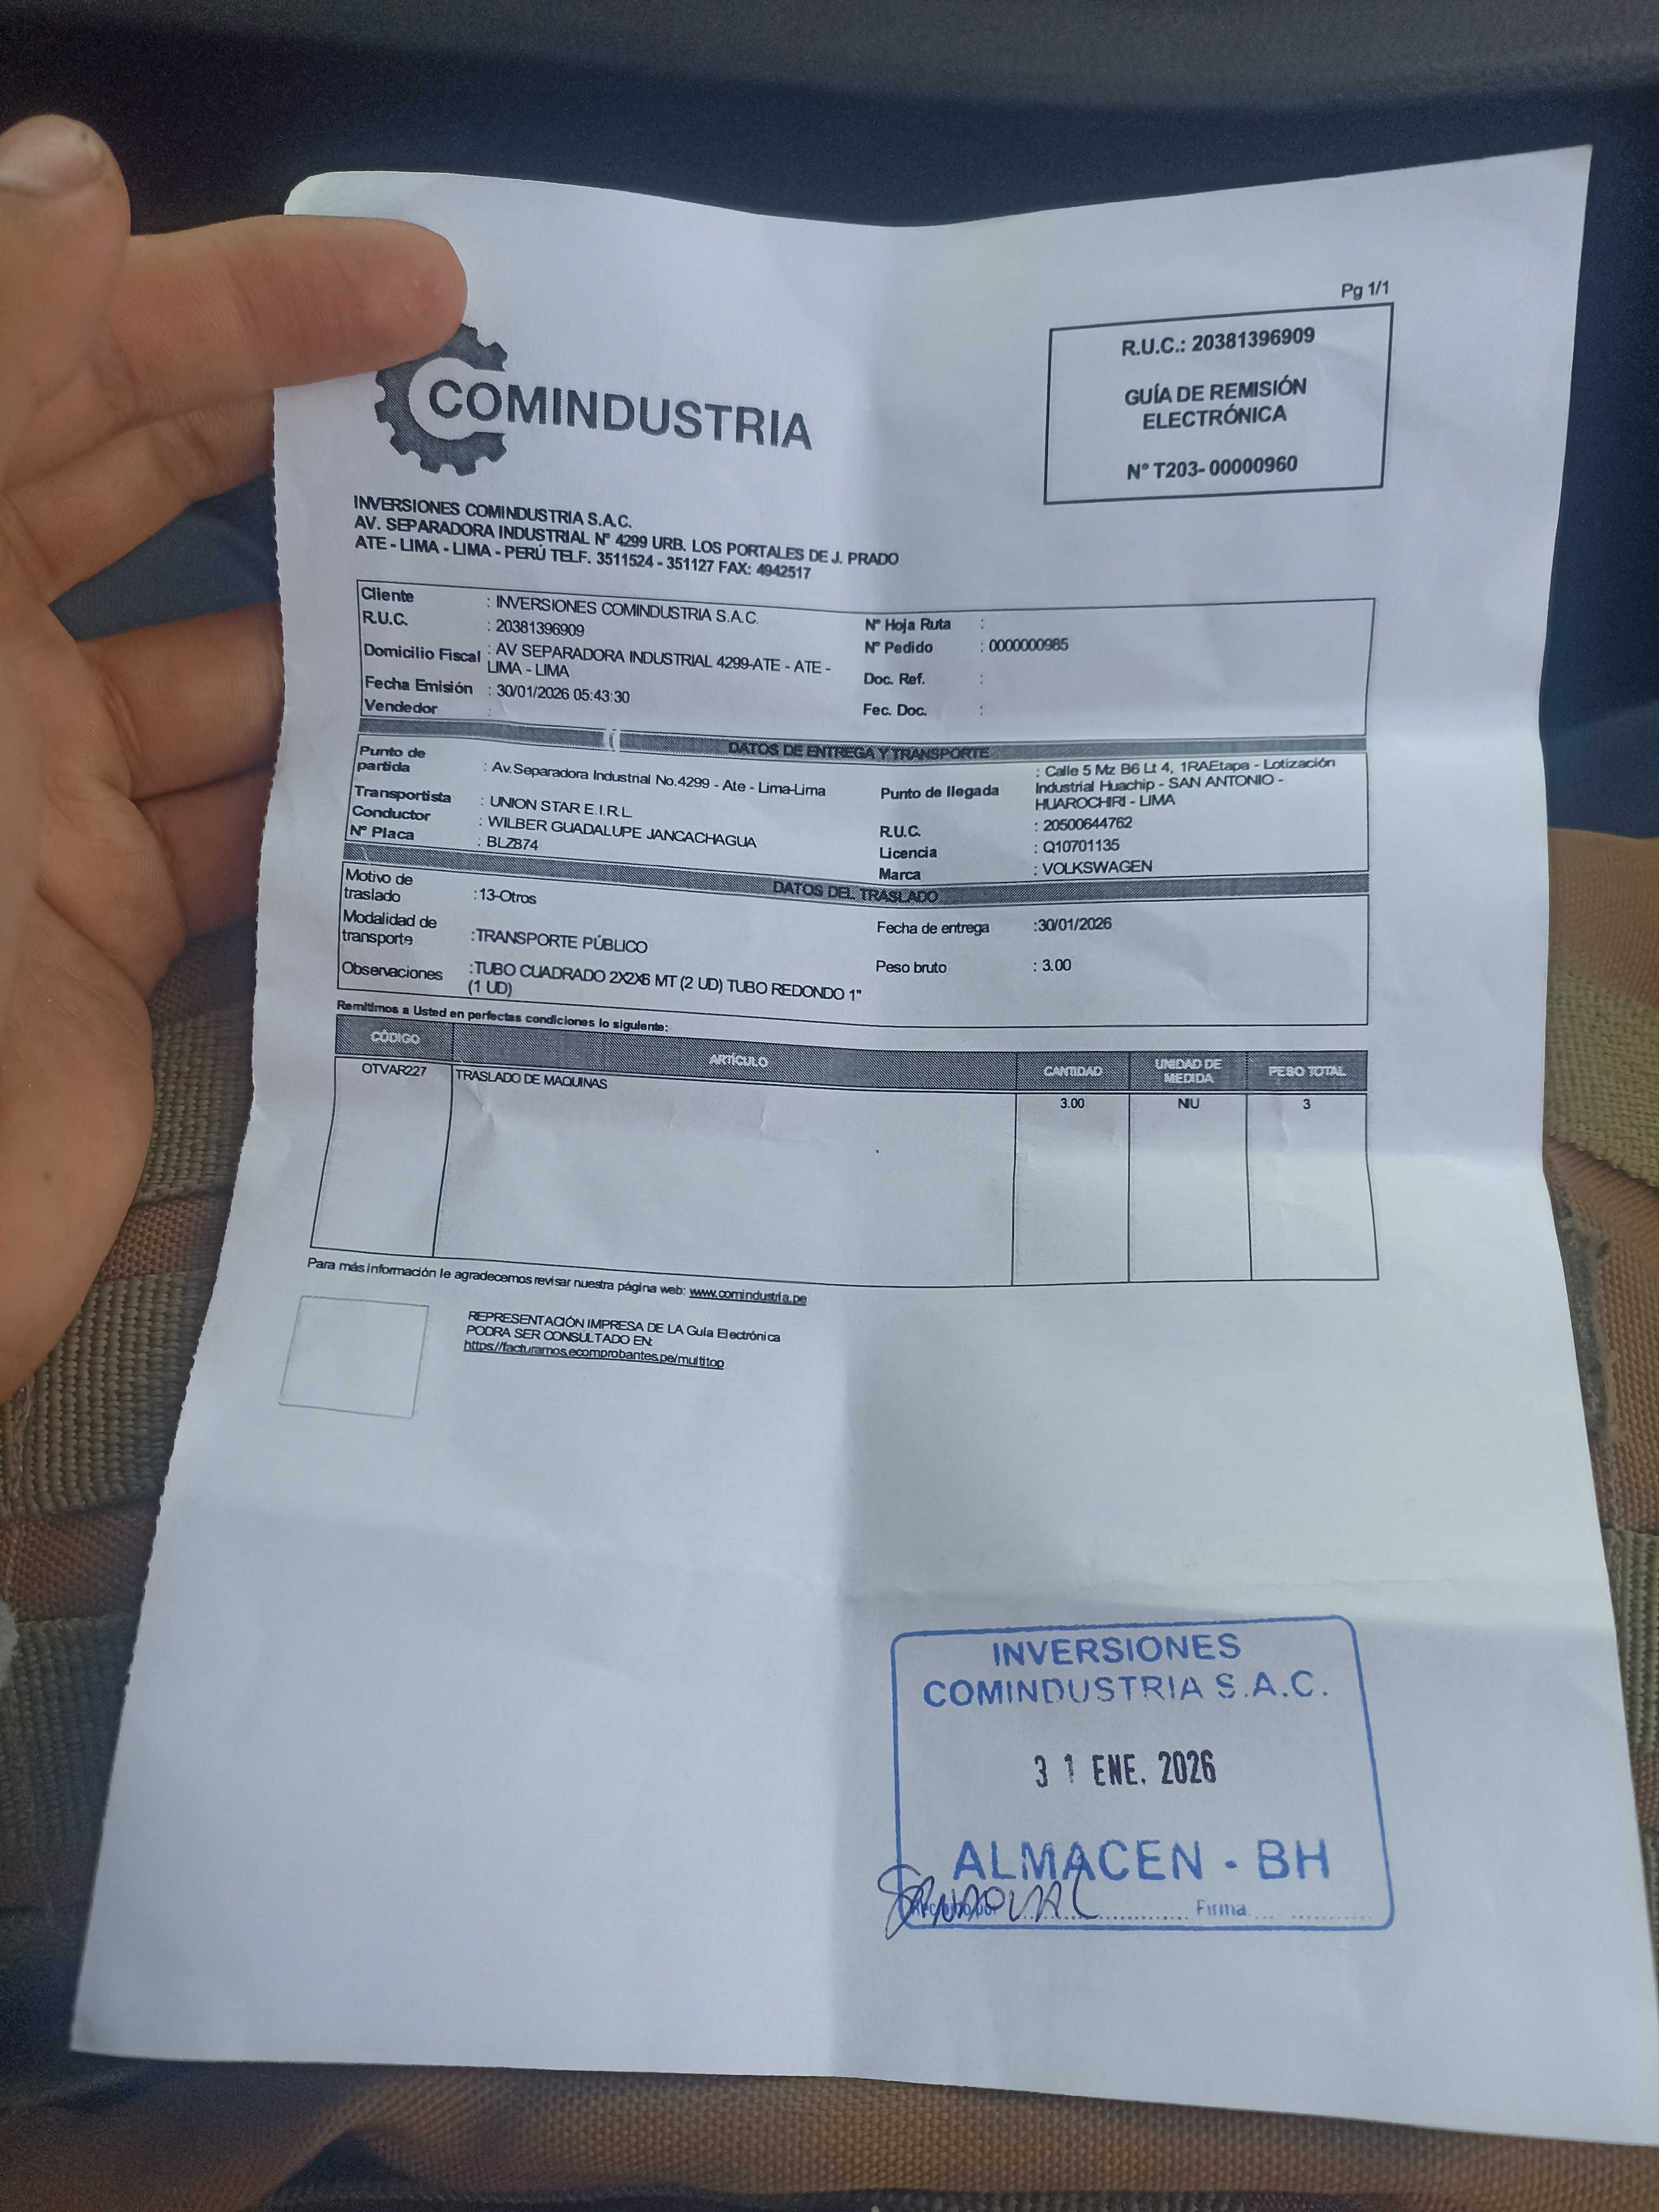 Pg 1/1
COMINDUSTRIA
R.U.C.: 20381396909
GUÍA DE REMISIÓN
ELECTRÓNICA
N° T203- 00000960
INVERSIONES COMINDUSTRIA S.A.C.
AV. SEPARADORA INDUSTRIAL N° 4299 URB. LOS PORTALES DE J. PRADO
ATE - LIMA - LIMA - PERÚ TELF. 3511524 - 351127 FAX: 4942517
Cliente : INVERSIONES COMINDUSTRIA S.A.C.
R.U.C. : 20381396909
Domicilio Fiscal : AV SEPARADORA INDUSTRIAL 4299-ATE - ATE -
LIMA - LIMA
Fecha Emisión : 30/01/2026 05:43:30
Vendedor :
N° Hoja Ruta :
N° Pedido : 0000000985
Doc. Ref. :
Fec. Doc. :
DATOS DE ENTREGA Y TRANSPORTE
Punto de
partida : Av.Separadora Industrial No.4299 - Ate - Lima-Lima
Transportista : UNION STAR E.I.R.L
Conductor : WILBER GUADALUPE JANCACHAGUA
N° Placa : BLZ874
Punto de llegada : Calle 5 Mz B6 Lt 4, 1RAEtapa - Lotización
Industrial Huachip - SAN ANTONIO -
HUAROCHIRI - LIMA
R.U.C. : 20500644762
Licencia : Q10701135
Marca : VOLKSWAGEN
DATOS DEL TRASLADO
Motivo de
traslado :13-Otros
Modalidad de
transporte :TRANSPORTE PÚBLICO
Observaciones :TUBO CUADRADO 2X2X6 MT (2 UD) TUBO REDONDO 1"
(1 UD)
Fecha de entrega :30/01/2026
Peso bruto : 3.00
Remitimos a Usted en perfectas condiciones lo siguiente:
CÓDIGO ARTÍCULO CANTIDAD UNIDAD DE MEDIDA PESO TOTAL
OTVAR227 TRASLADO DE MAQUINAS 3.00 NIU 3
Para más información le agradecemos revisar nuestra página web: www.comindustria.pe
REPRESENTACIÓN IMPRESA DE LA Guía Electrónica
PODRA SER CONSULTADO EN:
https://facturamos.ecomprobantes.pe/multitop
INVERSIONES
COMINDUSTRIA S.A.C.
31 ENE. 2026
ALMACEN - BH
SANDOVAL
Recibido por Firma